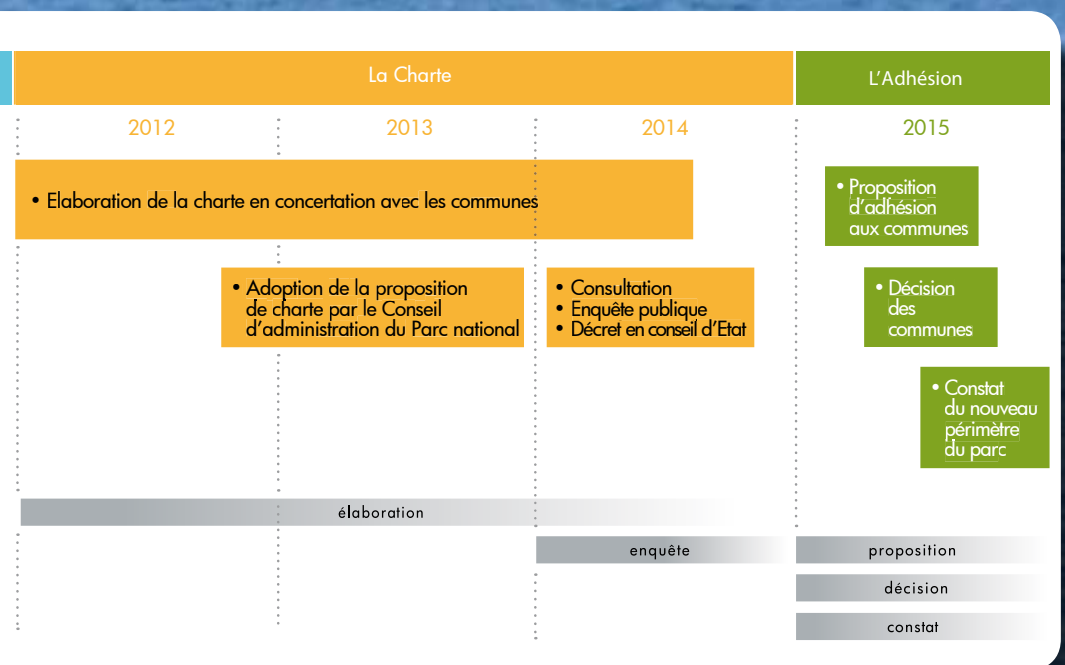 La Charte
L'Adhésion
2012
2013
2014
2015
• Elaboration de la charte en concertation avec les communes
• Proposition
d'adhésion
aux communes
• Adoption de la proposition
de charte par le Conseil
d'administration du Parc national
• Consultation
• Enquête publique
• Décret en conseil d'Etat
• Décision
des
communes
• Constat
du nouveau
périmètre
du parc
élaboration
enquête
proposition
décision
constat